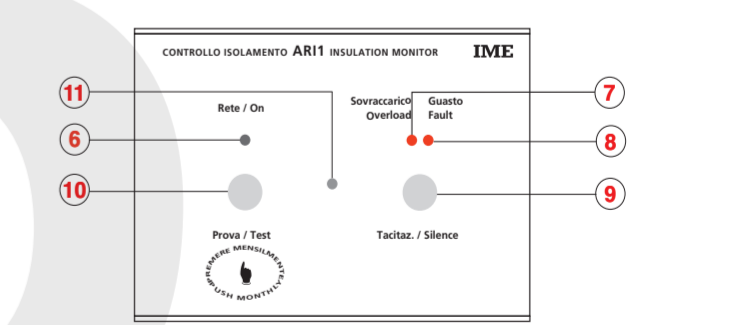 CONTROLLO ISOLAMENTO ARI1 INSULATION MONITOR IME
11
7
Sovraccarico Guasto
Rete / On
Overload Fault
6
8
10
9
Prova / Test Tacitaz. / Silence
PREMERE MENSILMENTE
PUSH MONTHLY